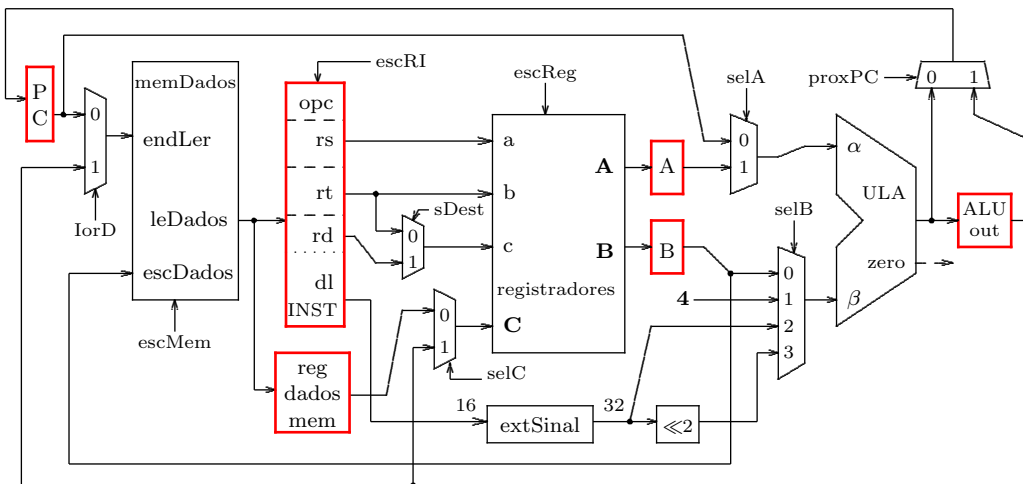 escRI
proxPC
0 1
P
C
0
1
IorD
memDados
endLer
leDados
escDados
escMem
opc
rs
rt
rd
dl
INST
sDest
0
1
0
1
selC
reg
dados
mem
escReg
a
b
c
C
A
B
registradores
A
B
selA
0
1
selB
4
0
1
2
3
α
ULA
zero
β
ALU
out
16
extSinal
32
≪2